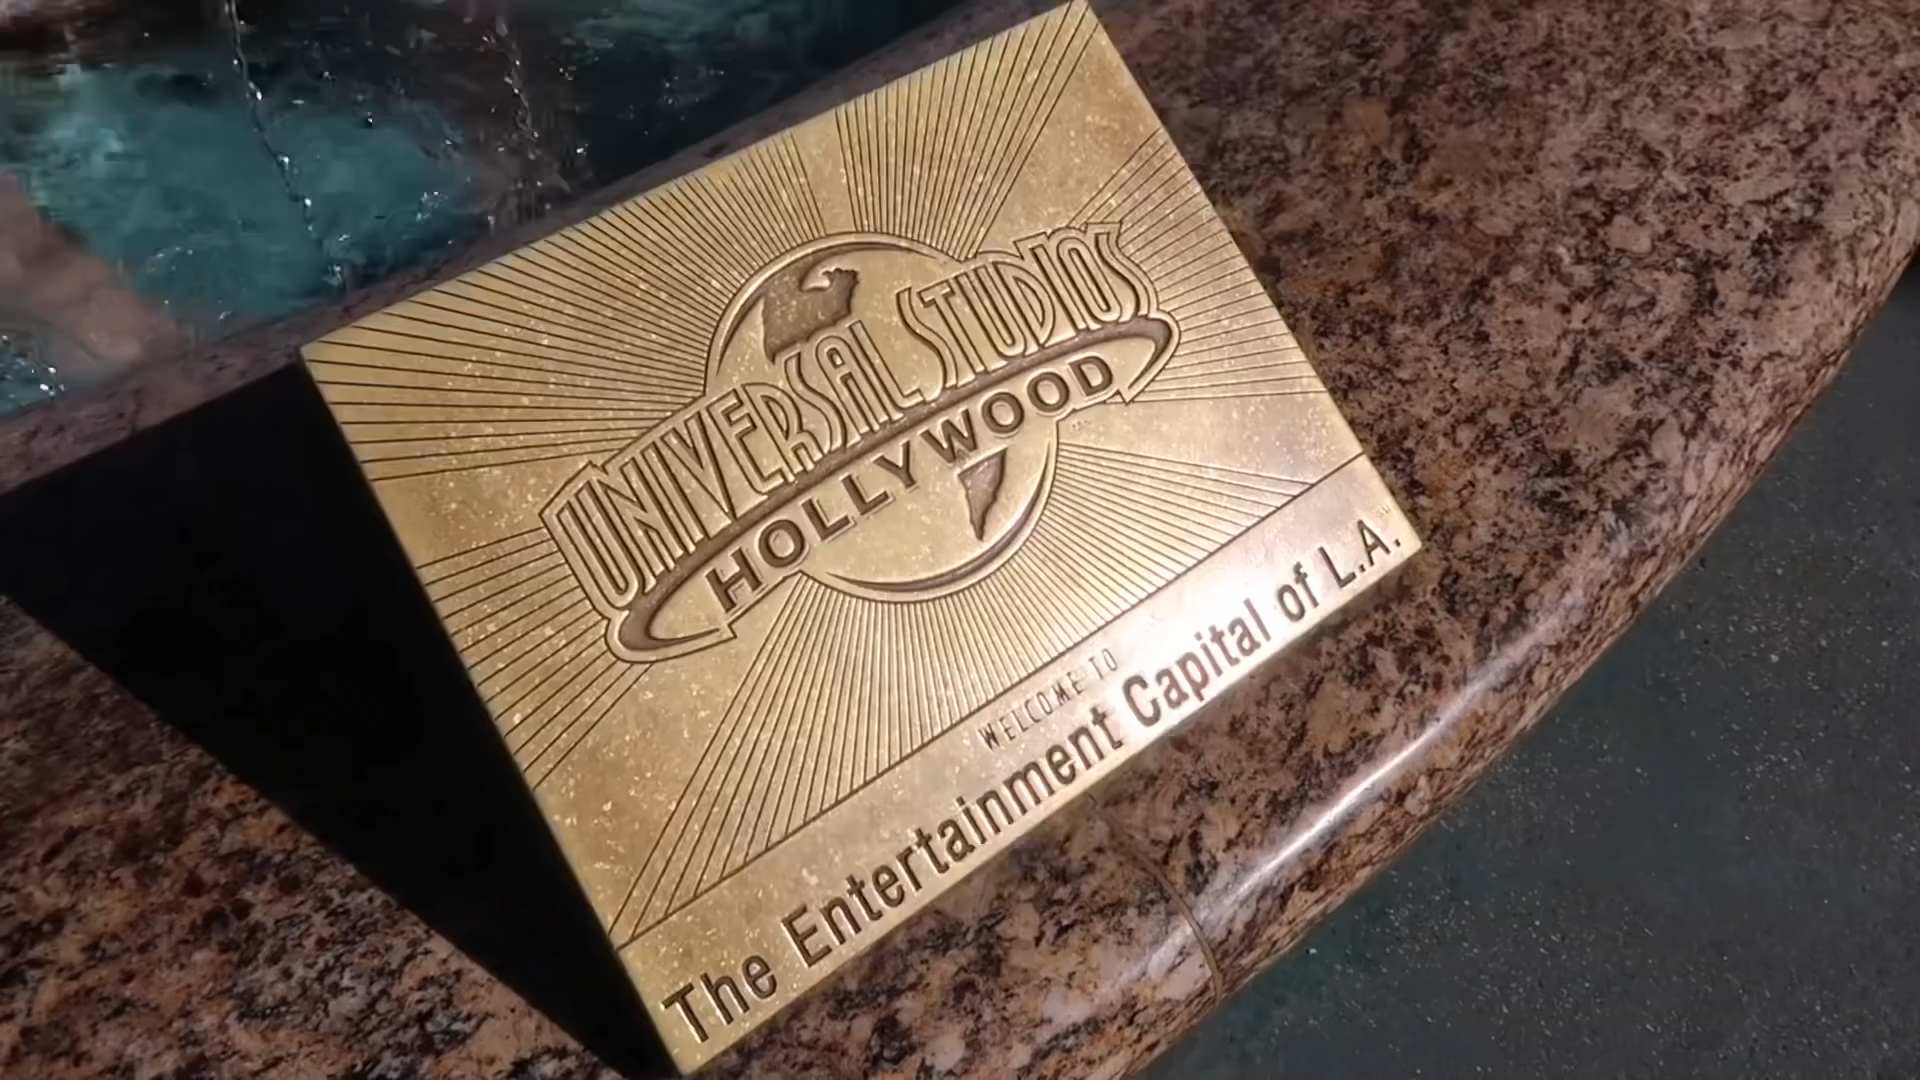 UNIVERSAL STUDIOS
HOLLYWOOD
WELCOME TO
The Entertainment Capital of L.A.